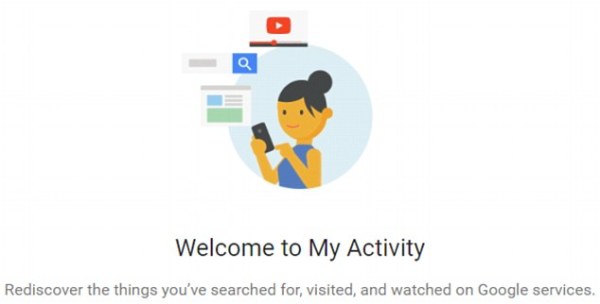 Welcome to My Activity
Rediscover the things you've searched for, visited, and watched on Google services.